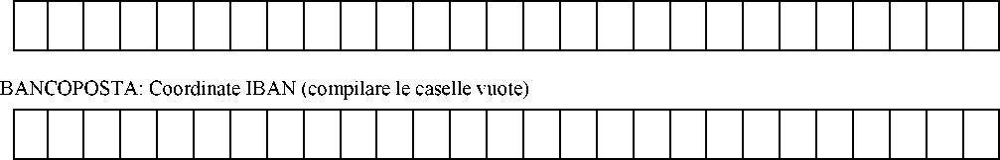 BANCOPOSTA: Coordinate IBAN (compilare le caselle vuote)